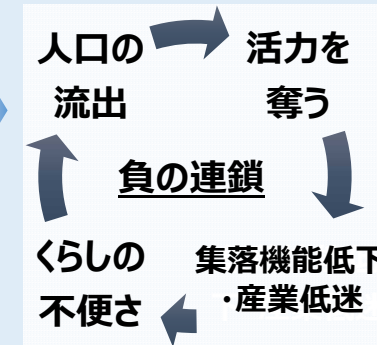 人口の
流出
活力を
奪う
負の連鎖
集落機能低下
・産業低迷
くらしの
不便さ